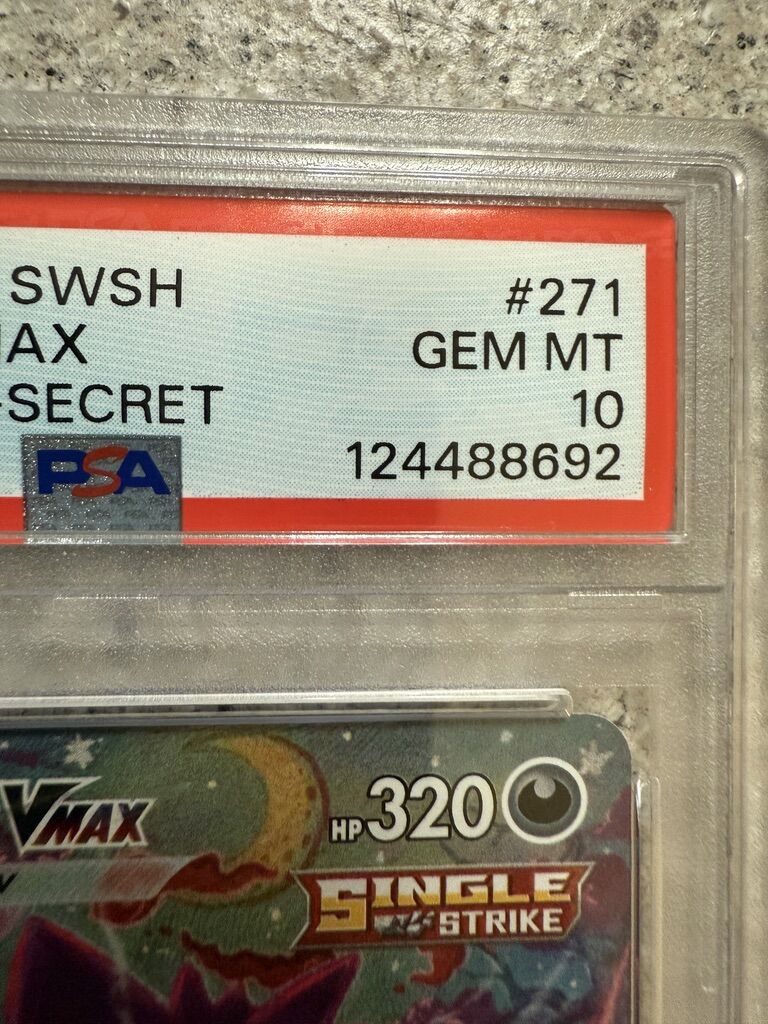 SWSH #271
AX GEM MT
-SECRET 10
PSA 124488692
VMAX HP320
SINGLE
STRIKE